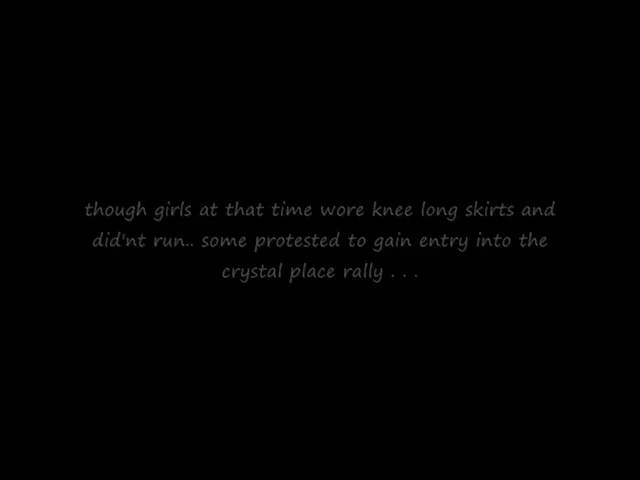 though girls at that time wore knee long skirts and
did'nt run.. some protested to gain entry into the
crystal place rally . . .